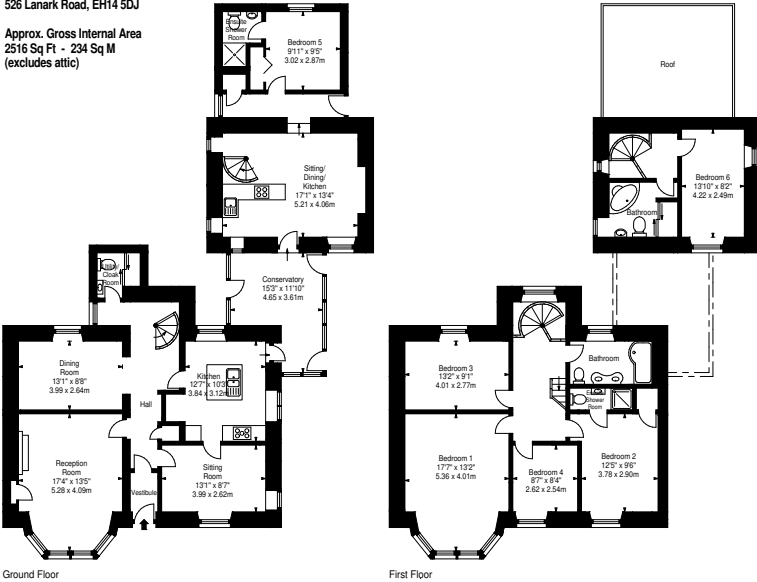 526 Lanark Road, EH14 5DJ
Approx. Gross Internal Area
2516 Sq Ft - 234 Sq M
(excludes attic)
Ensuite
Shower
Room
Bedroom 5
9'11" x 9'5"
3.02 x 2.87m
Sitting/
Dining/
Kitchen
17'1" x 13'4"
5.21 x 4.06m
Conservatory
15'3" x 11'10"
4.65 x 3.61m
Utility/
Cloak
Room
Dining
Room
13'1" x 8'8"
3.99 x 2.64m
Kitchen
12'7" x 10'3"
3.84 x 3.12m
Hall
Reception
Room
17'4" x 13'5"
5.28 x 4.09m
Sitting
Room
13'1" x 8'7"
3.99 x 2.62m
Vestibule
Ground Floor
Roof
Bedroom 6
13'10" x 8'2"
4.22 x 2.49m
Bathroom
Bedroom 3
13'2" x 9'1"
4.01 x 2.77m
Bathroom
Shower
Room
Bedroom 1
17'7" x 13'2"
5.36 x 4.01m
Bedroom 4
8'7" x 8'4"
2.62 x 2.54m
Bedroom 2
12'5" x 9'6"
3.78 x 2.90m
First Floor